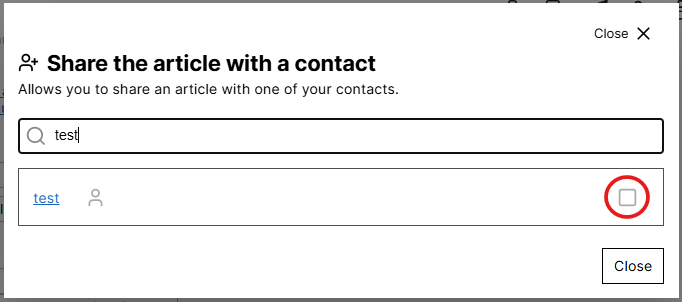 Close
Share the article with a contact
Allows you to share an article with one of your contacts.
test
test
Close